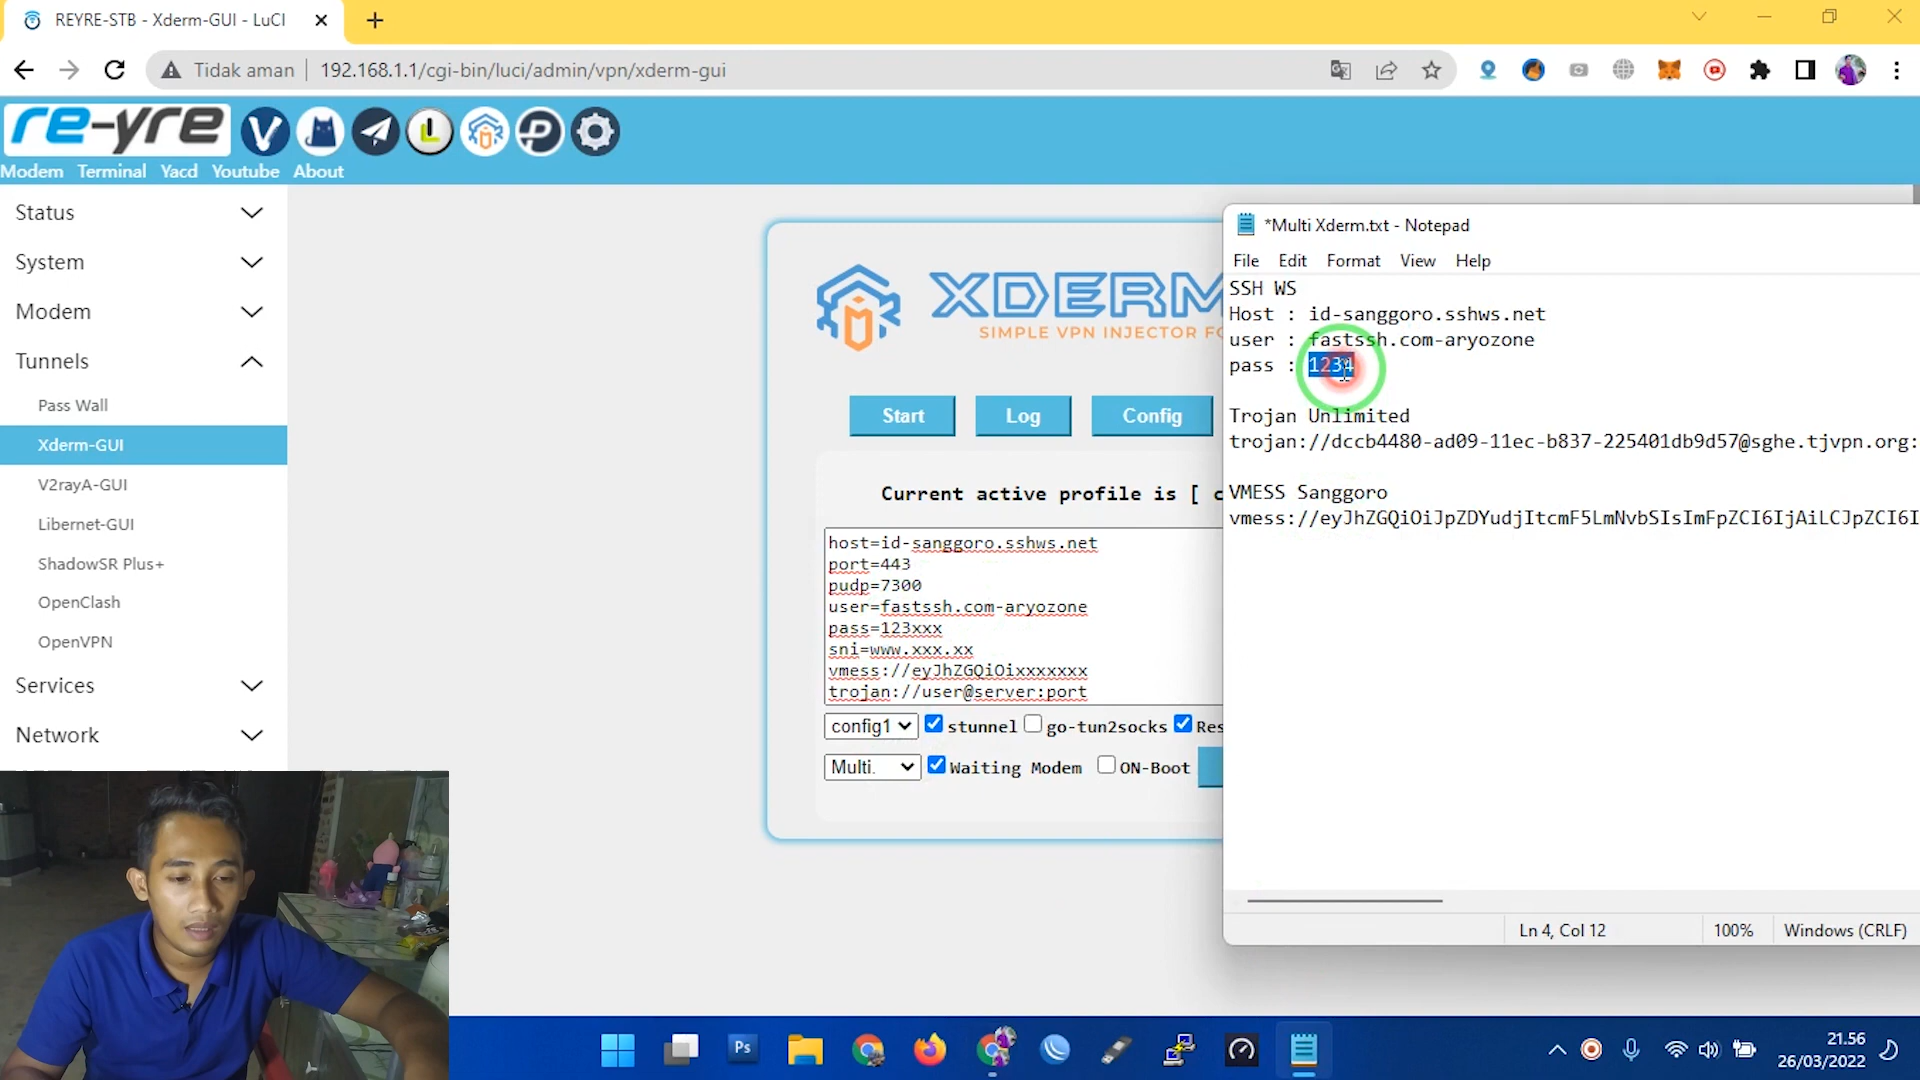 REYRE-STB - Xderm-GUI - LuCI
Tidak aman
192.168.1.1/cgi-bin/luci/admin/vpn/xderm-gui
re-yre
Modem Terminal Yacd Youtube About
Status
System
Modem
Tunnels
Pass Wall
Xderm-GUI
V2rayA-GUI
Libernet-GUI
ShadowSR Plus+
OpenClash
OpenVPN
Services
Network
XDERM
SIMPLE VPN INJECTOR FO
Start
Log
Config
Current active profile is [ c
host=id-sanggoro.sshws.net
port=443
pudp=7300
user=fastssh.com-aryozone
pass=123xxx
sni=www.xxx.xx
vmess://eyJhZGQiOixxxxxxx
trojan://user@server:port
config1 stunnel go-tun2socks Res
Multi. Waiting Modem ON-Boot
*Multi Xderm.txt - Notepad
File Edit Format View Help
SSH WS
Host : id-sanggoro.sshws.net
user : fastssh.com-aryozone
pass : 1234
Trojan Unlimited
trojan://dccb4480-ad09-11ec-b837-225401db9d57@sghe.tjvpn.org:
VMESS Sanggoro
vmess://eyJhZGQiOiJpZDYudjItcmF5LmNvbSIsImFpZCI6IjAiLCJpZCI6I
Ln 4, Col 12
100%
Windows (CRLF)
Ps
21.56
26/03/2022